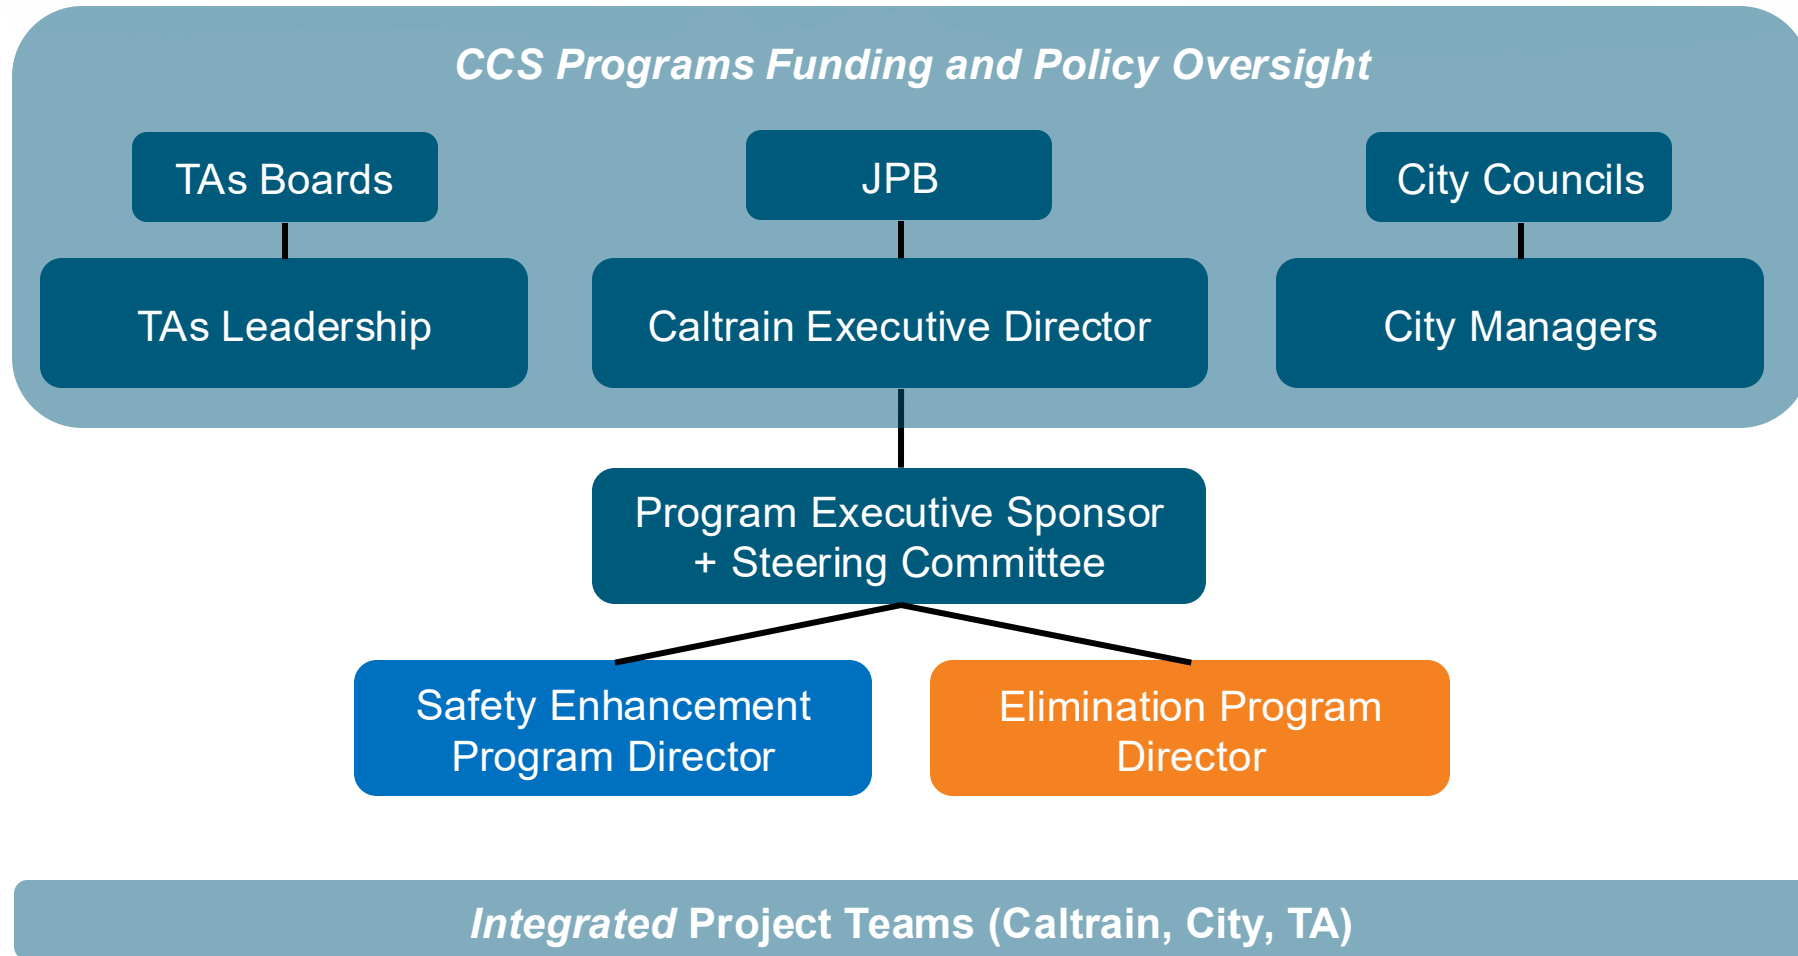 CCS Programs Funding and Policy Oversight
TAs Boards
JPB
City Councils
TAs Leadership
Caltrain Executive Director
City Managers
Program Executive Sponsor
+ Steering Committee
Safety Enhancement
Program Director
Elimination Program
Director
Integrated Project Teams (Caltrain, City, TA)